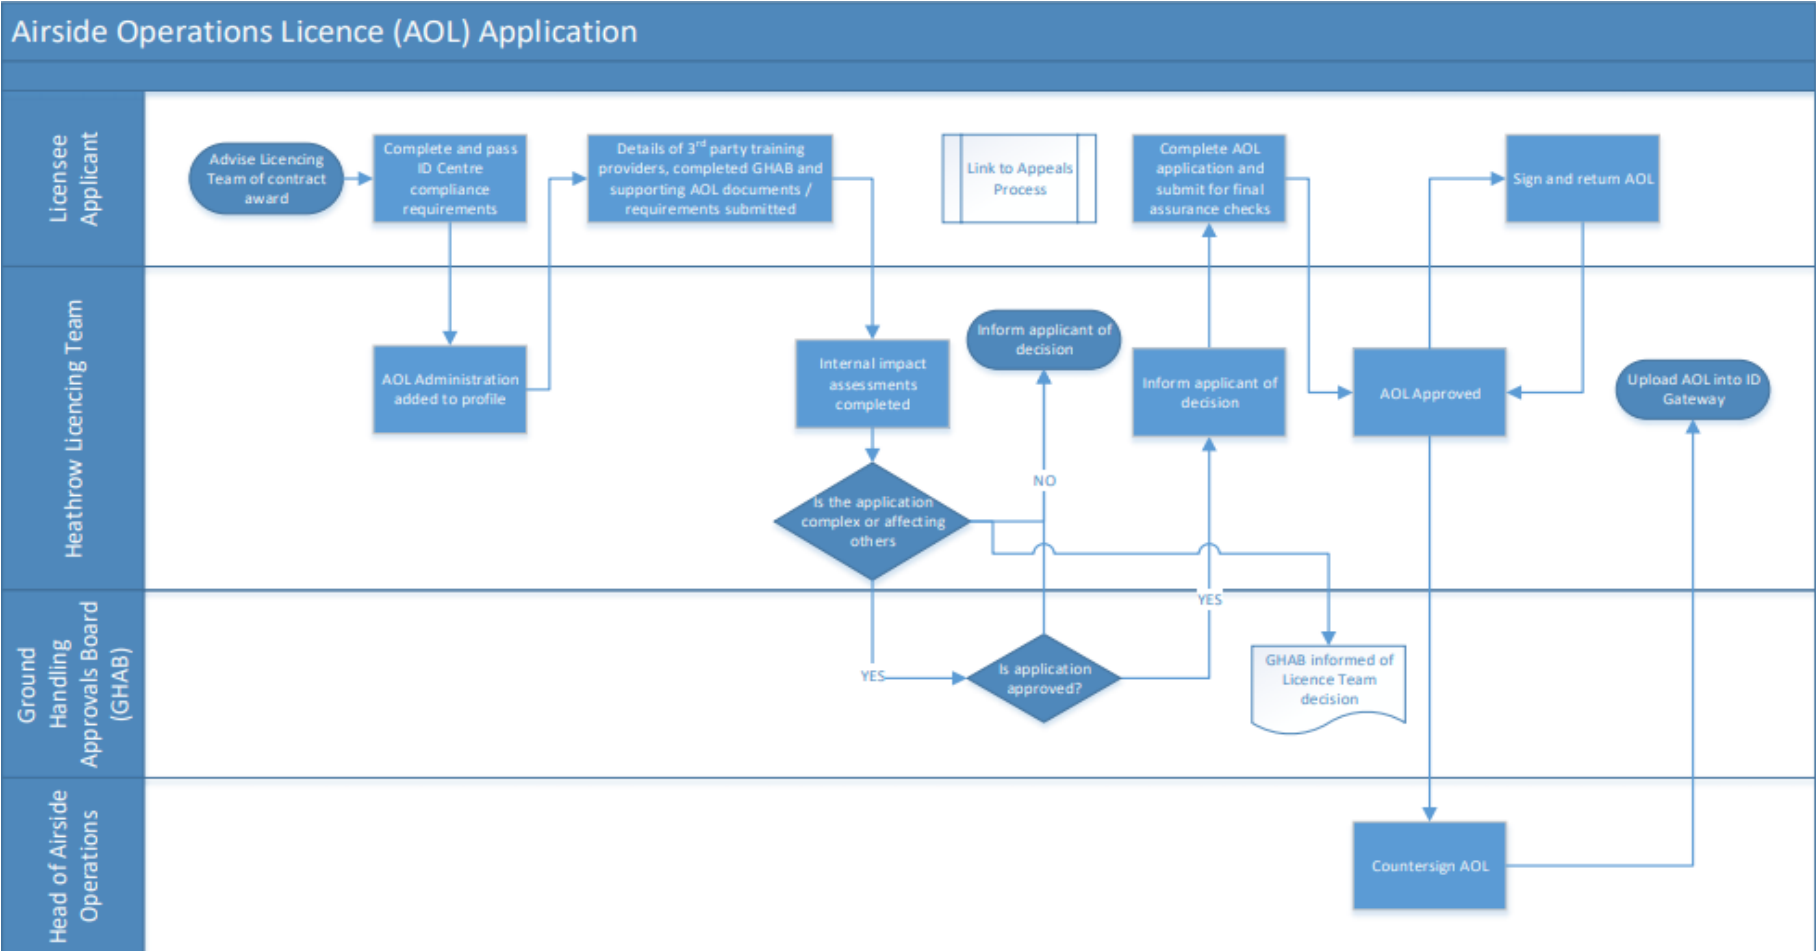 Airside Operations Licence (AOL) Application
Licensee
Applicant
Advise Licencing
Team of contract
award
Complete and pass
ID Centre
compliance
requirements
Details of 3rd party training
providers, completed GHAB and
supporting AOL documents /
requirements submitted
Link to Appeals
Process
Complete AOL
application and
submit for final
assurance checks
Sign and return AOL
Heathrow Licencing Team
AOL Administration
added to profile
Internal impact
assessments
completed
Inform applicant of
decision
Inform applicant of
decision
AOL Approved
Upload AOL into ID
Gateway
Is the application
complex or affecting
others
NO
YES
Ground
Handling
Approvals Board
(GHAB)
YES
Is application
approved?
GHAB informed of
Licence Team
decision
Head of Airside
Operations
Countersign AOL